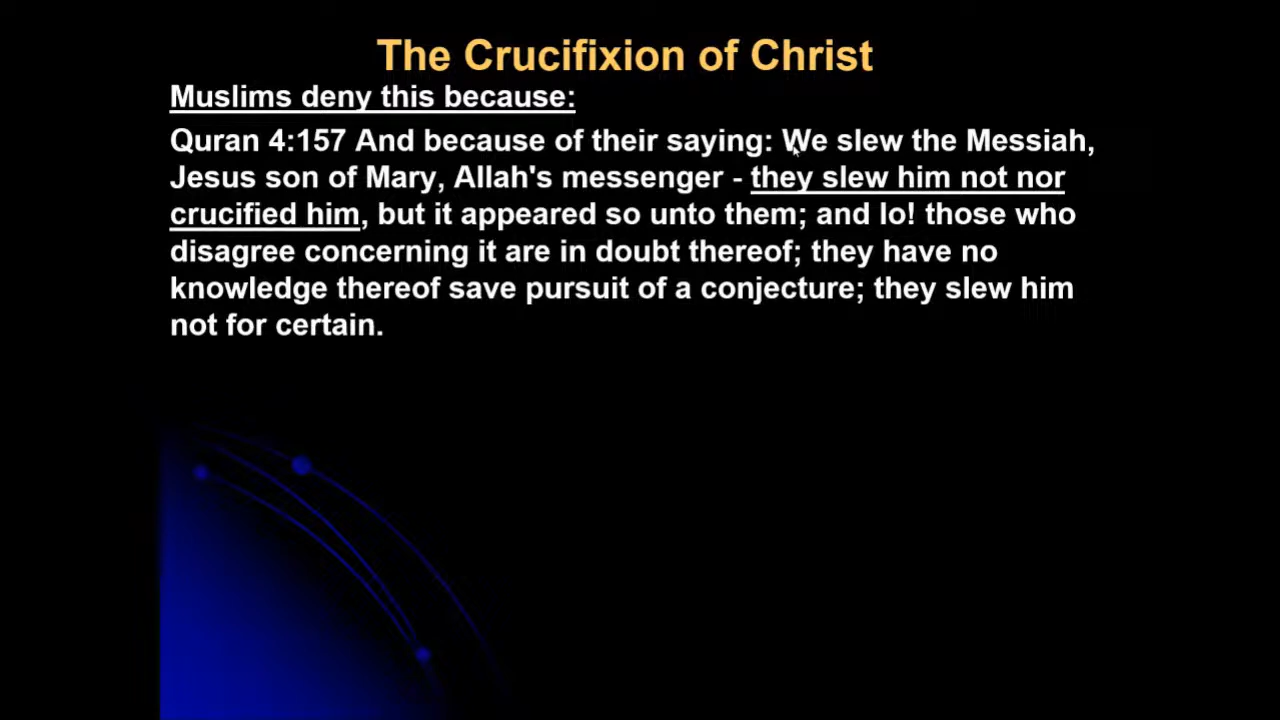 The Crucifixion of Christ
Muslims deny this because:
Quran 4:157 And because of their saying: We slew the Messiah,
Jesus son of Mary, Allah's messenger - they slew him not nor
crucified him, but it appeared so unto them; and lo! those who
disagree concerning it are in doubt thereof; they have no
knowledge thereof save pursuit of a conjecture; they slew him
not for certain.